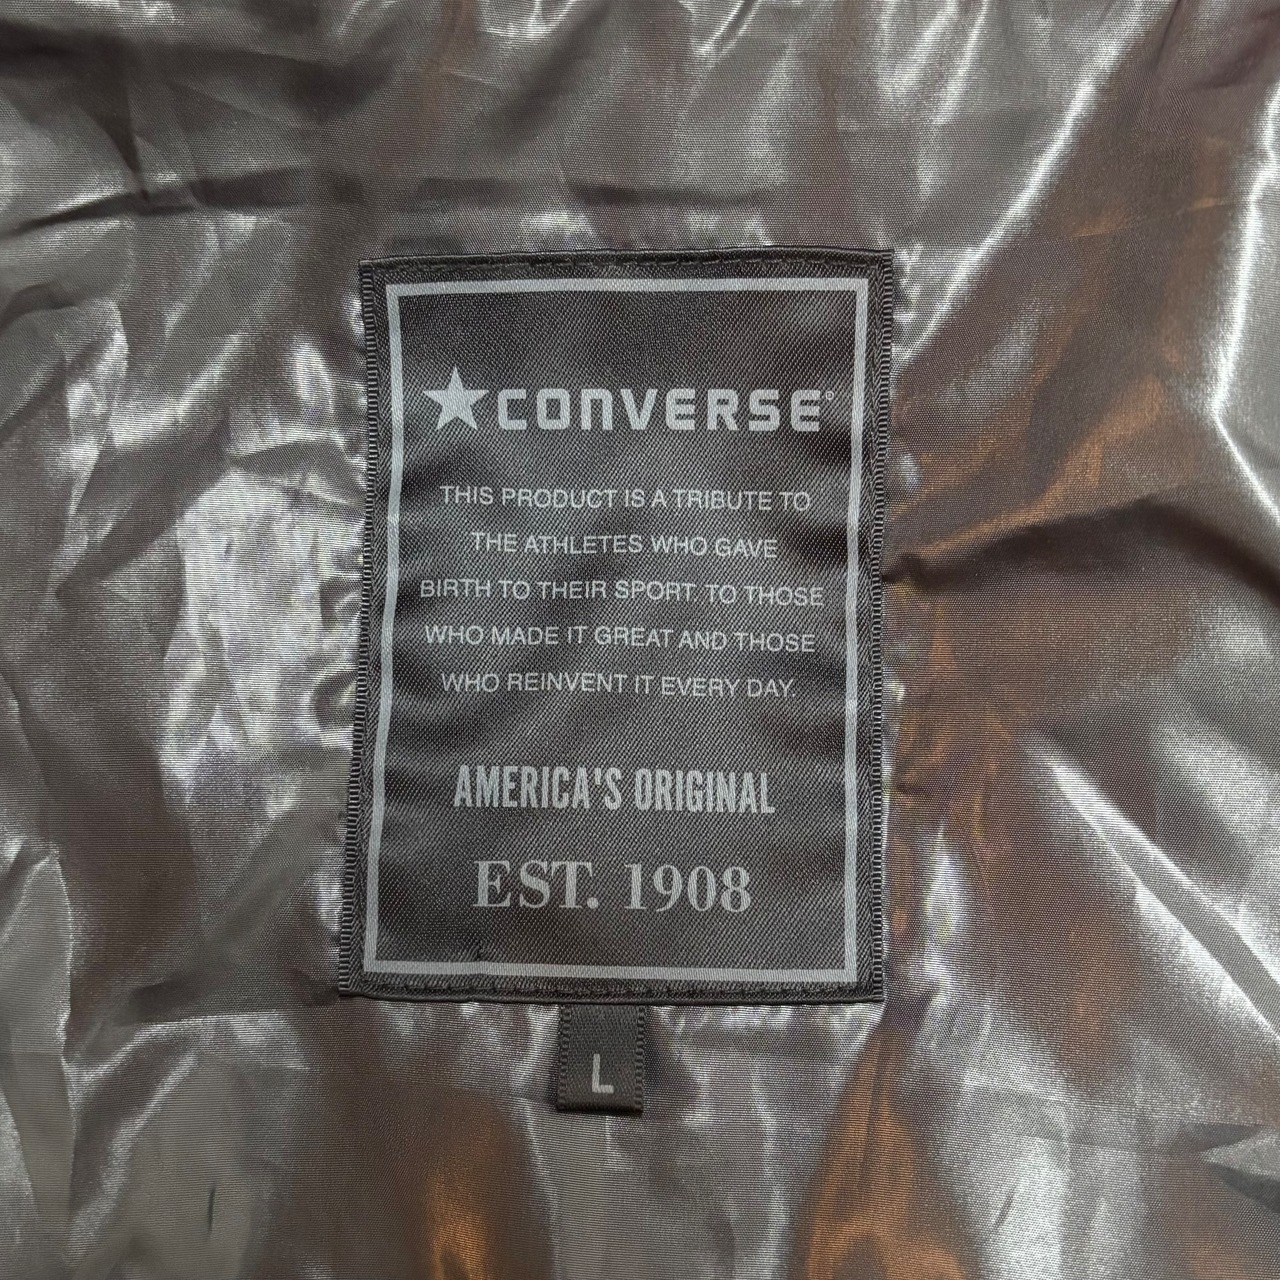 CONVERSE®
THIS PRODUCT IS A TRIBUTE TO
THE ATHLETES WHO GAVE
BIRTH TO THEIR SPORT TO THOSE
WHO MADE IT GREAT AND THOSE
WHO REINVENT IT EVERY DAY.
AMERICA'S ORIGINAL
EST. 1908
L